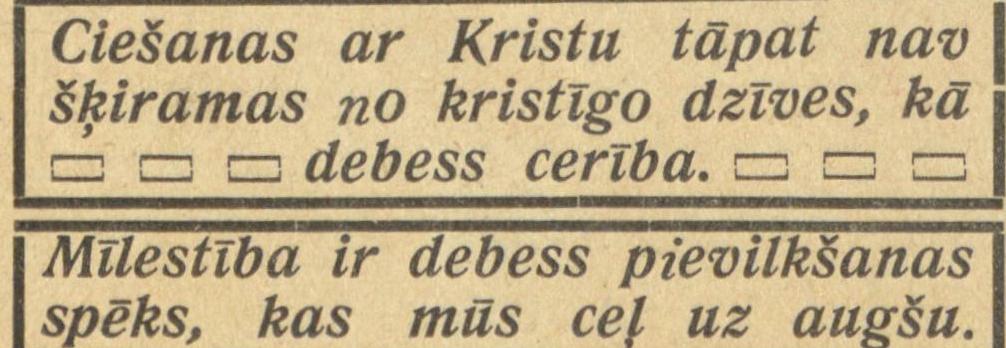 Ciešanas ar Kristu tāpat nav
šķiramas no kristīgo dzīves, kā
debess cerība.
Mīlestība ir debess pievilkšanas
spēks, kas mūs ceļ uz augšu.